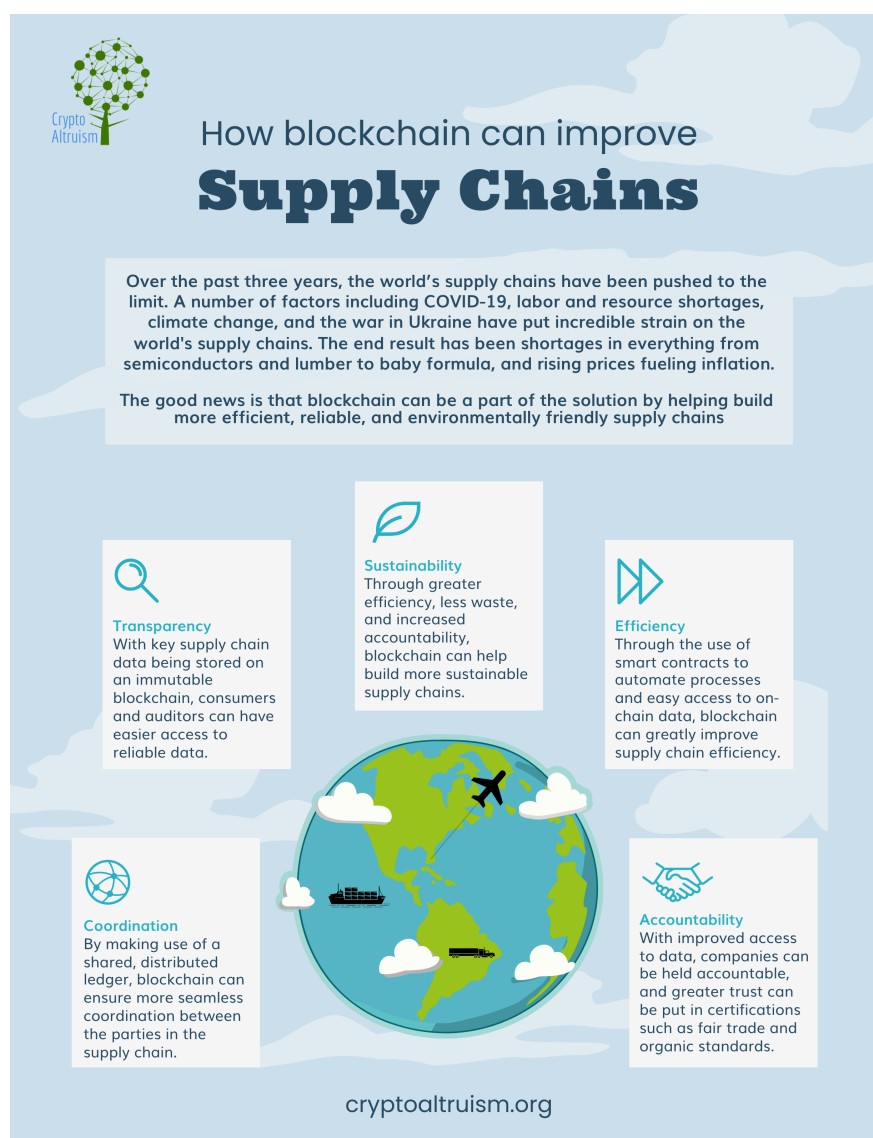 Crypto
Altruism
How blockchain can improve
Supply Chains
Over the past three years, the world's supply chains have been pushed to the
limit. A number of factors including COVID-19, labor and resource shortages,
climate change, and the war in Ukraine have put incredible strain on the
world's supply chains. The end result has been shortages in everything from
semiconductors and lumber to baby formula, and rising prices fueling inflation.
The good news is that blockchain can be a part of the solution by helping build
more efficient, reliable, and environmentally friendly supply chains
Transparency
With key supply chain
data being stored on
an immutable
blockchain, consumers
and auditors can have
easier access to
reliable data.
Sustainability
Through greater
efficiency, less waste,
and increased
accountability,
blockchain can help
build more sustainable
supply chains.
Efficiency
Through the use of
smart contracts to
automate processes
and easy access to on-
chain data, blockchain
can greatly improve
supply chain efficiency.
Coordination
By making use of a
shared, distributed
ledger, blockchain can
ensure more seamless
coordination between
the parties in the
supply chain.
Accountability
With improved access
to data, companies can
be held accountable,
and greater trust can
be put in certifications
such as fair trade and
organic standards.
cryptoaltruism.org